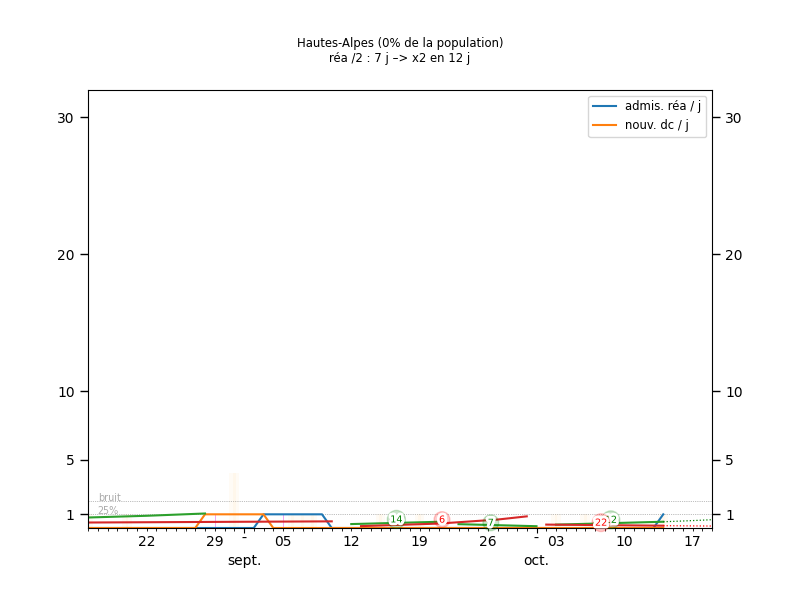 Hautes-Alpes (0% de la population)
réa /2 : 7 j –> x2 en 12 j
admis. réa / j
nouv. dc / j
30 30
20 20
10 10
5 5
bruit
25%
1 1
14 6 7 22 12
22 29 - 05 12 19 26 - 03 10 17
sept. oct.